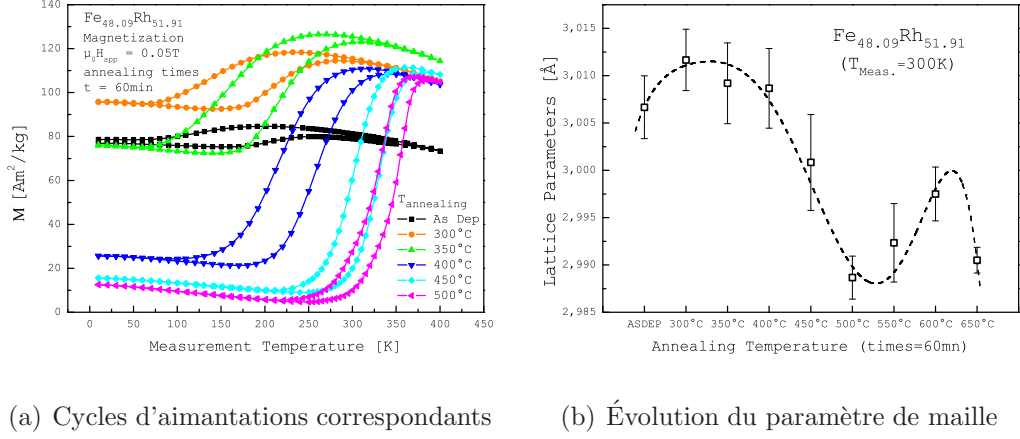 Fe48.09Rh51.91
Magnetization
μ0Happ = 0.05T
annealing times
t = 60min
M [Am²/kg]
140
120
100
80
60
40
20
0
Tannealing
As Dep
300°C
350°C
400°C
450°C
500°C
0 50 100 150 200 250 300 350 400 450
Measurement Temperature [K]
Fe48.09Rh51.91
(TMeas.=300K)
Lattice Parameters [Å]
3,015
3,010
3,005
3,000
2,995
2,990
2,985
ASDEP 300°C 350°C 400°C 450°C 500°C 550°C 600°C 650°C
Annealing Temperature (times=60mn)
(a) Cycles d'aimantations correspondants
(b) Évolution du paramètre de maille